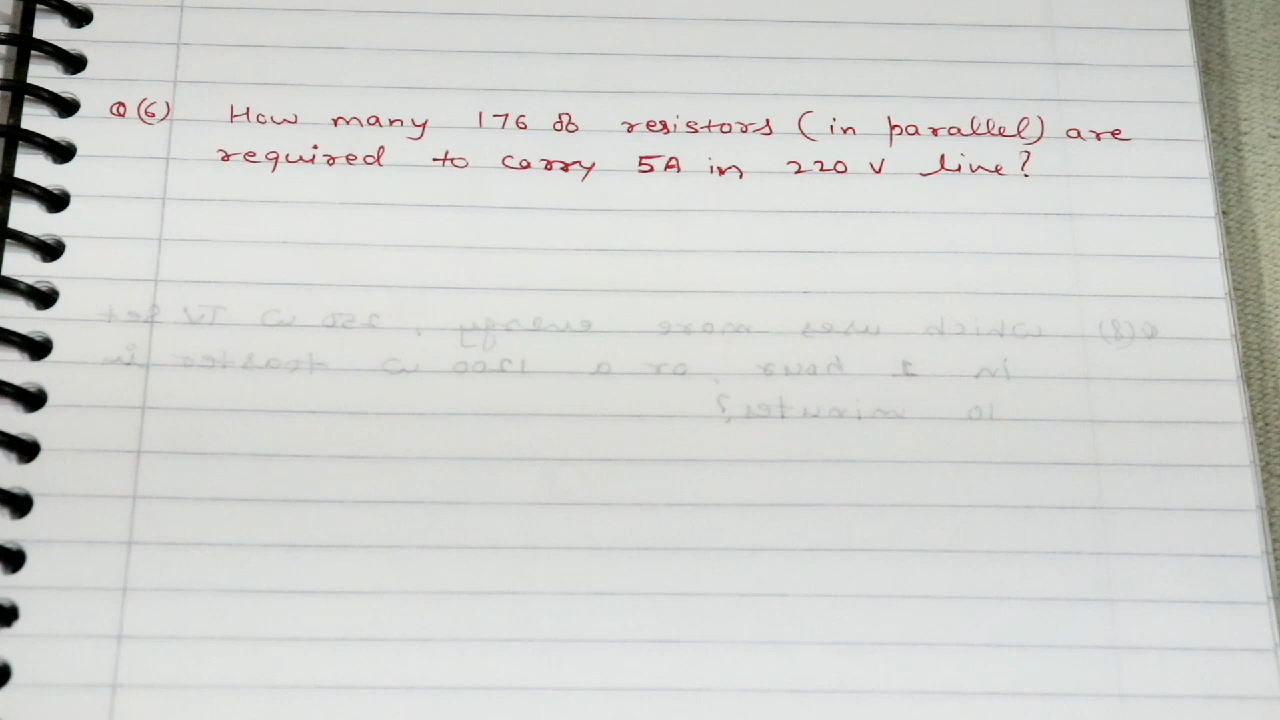 Q(6) How many 176 Ω resistors (in parallel) are
required to carry 5A in 220 V line?